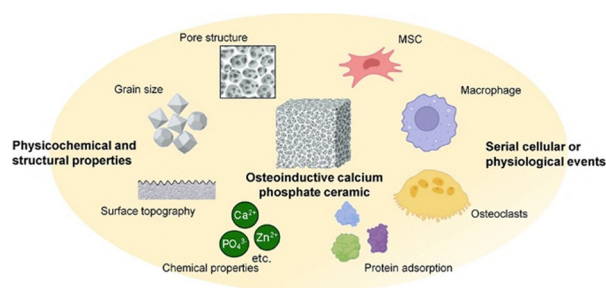 Pore structure
MSC
Grain size
Macrophage
Physicochemical and
structural properties
Serial cellular or
physiological events
Osteoinductive calcium
phosphate ceramic
Surface topography
Ca²⁺
PO₄³⁻
Zn²⁺
etc.
Osteoclasts
Chemical properties
Protein adsorption